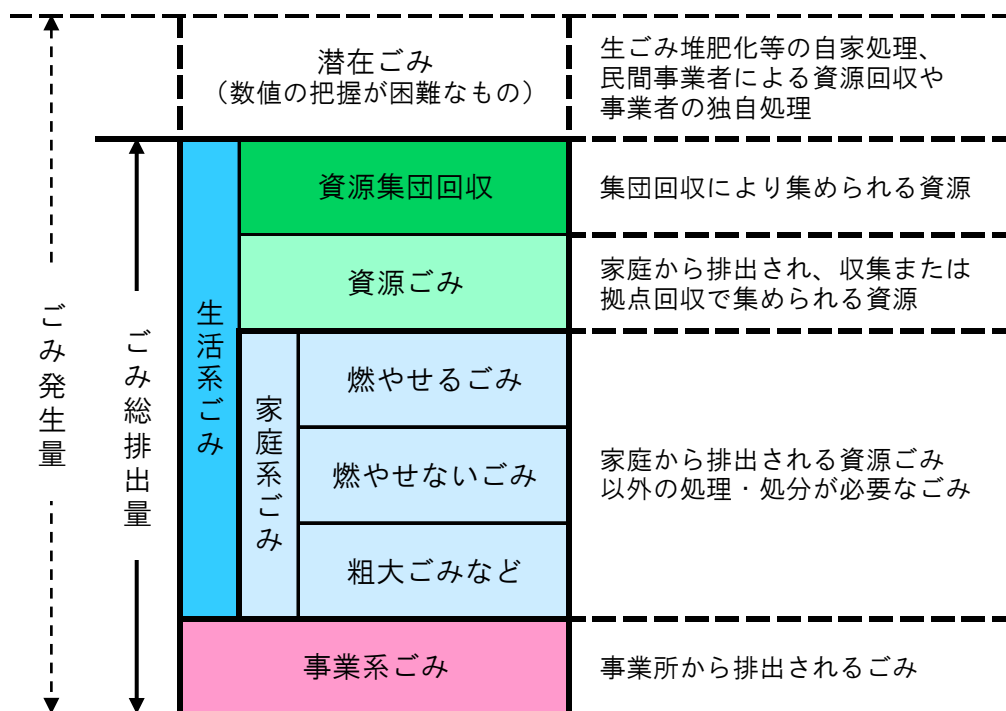 ごみ発生量
ごみ総排出量
潜在ごみ
（数値の把握が困難なもの）
生ごみ堆肥化等の自家処理、
民間事業者による資源回収や
事業者の独自処理
生活系ごみ
資源集団回収
集団回収により集められる資源
資源ごみ
家庭から排出され、収集または
拠点回収で集められる資源
家庭系ごみ
燃やせるごみ
燃やせないごみ
粗大ごみなど
家庭から排出される資源ごみ
以外の処理・処分が必要なごみ
事業系ごみ
事業所から排出されるごみ